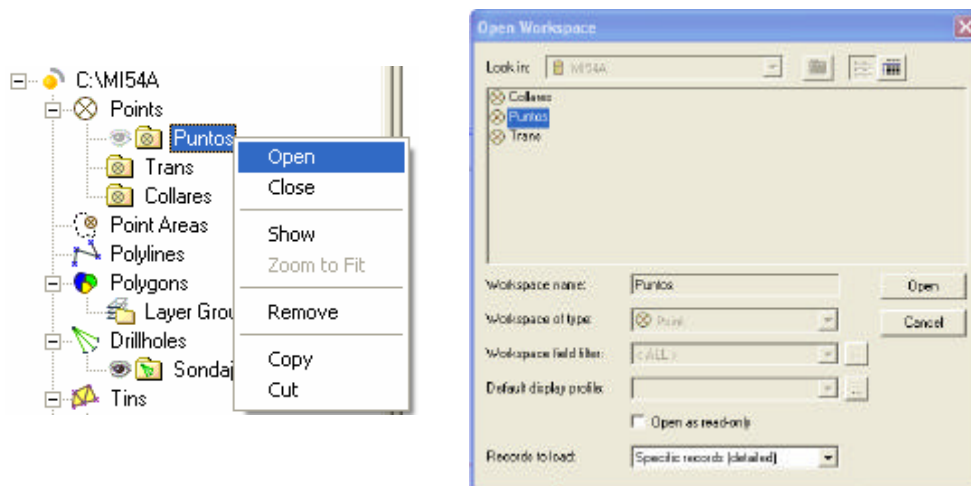 C:\MI54A
Points
Puntos
Trans
Collares
Point Areas
Polylines
Polygons
Layer Grou
Drillholes
Sondaj
Tins
Open
Close
Show
Zoom to Fit
Remove
Copy
Cut
Open Workspace
Look in: MI54A
Collares
Puntos
Trans
Workspace name: Puntos
Open
Workspace of type: Point
Cancel
Workspace field filter: <ALL>
...
Default display profile:
...
Open as read-only
Records to load: Specific records (detailed)